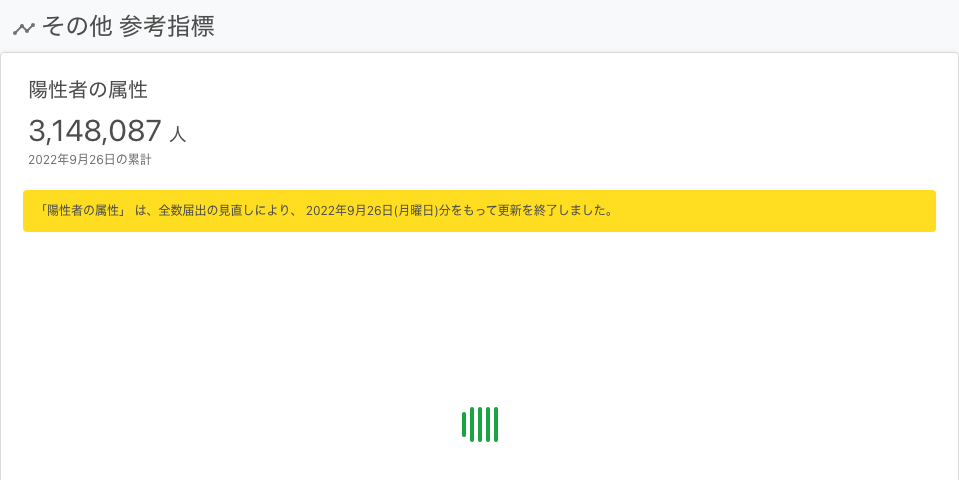 その他 参考指標
陽性者の属性
3,148,087 人
2022年9月26日の累計
「陽性者の属性」 は、全数届出の見直しにより、 2022年9月26日(月曜日)分をもって更新を終了しました。